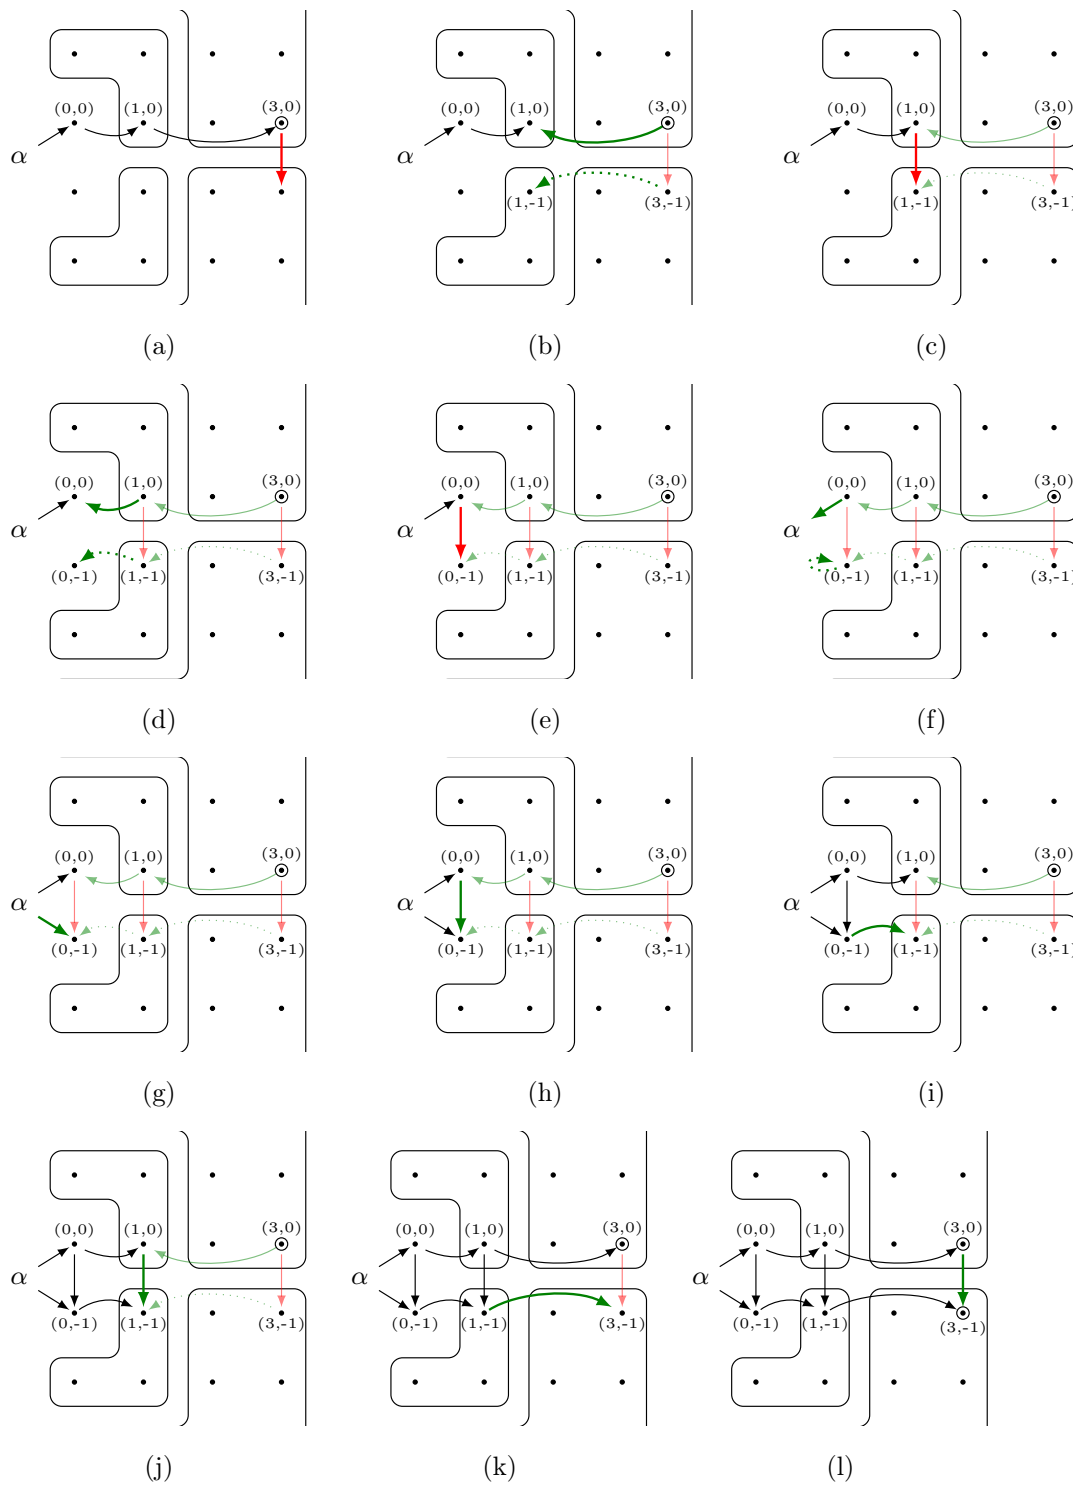 (0,0) (1,0) (3,0) (0,0) (1,0) (3,0) (0,0) (1,0) (3,0)
α α α
(1,-1) (3,-1) (1,-1) (3,-1)
(a) (b) (c)
(0,0) (1,0) (3,0) (0,0) (1,0) (3,0) (0,0) (1,0) (3,0)
α α α
(0,-1) (1,-1) (3,-1) (0,-1) (1,-1) (3,-1) (0,-1) (1,-1) (3,-1)
(d) (e) (f)
(0,0) (1,0) (3,0) (0,0) (1,0) (3,0) (0,0) (1,0) (3,0)
α α α
(0,-1) (1,-1) (3,-1) (0,-1) (1,-1) (3,-1) (0,-1) (1,-1) (3,-1)
(g) (h) (i)
(0,0) (1,0) (3,0) (0,0) (1,0) (3,0) (0,0) (1,0) (3,0)
α α α
(0,-1) (1,-1) (3,-1) (0,-1) (1,-1) (3,-1) (0,-1) (1,-1) (3,-1)
(j) (k) (l)